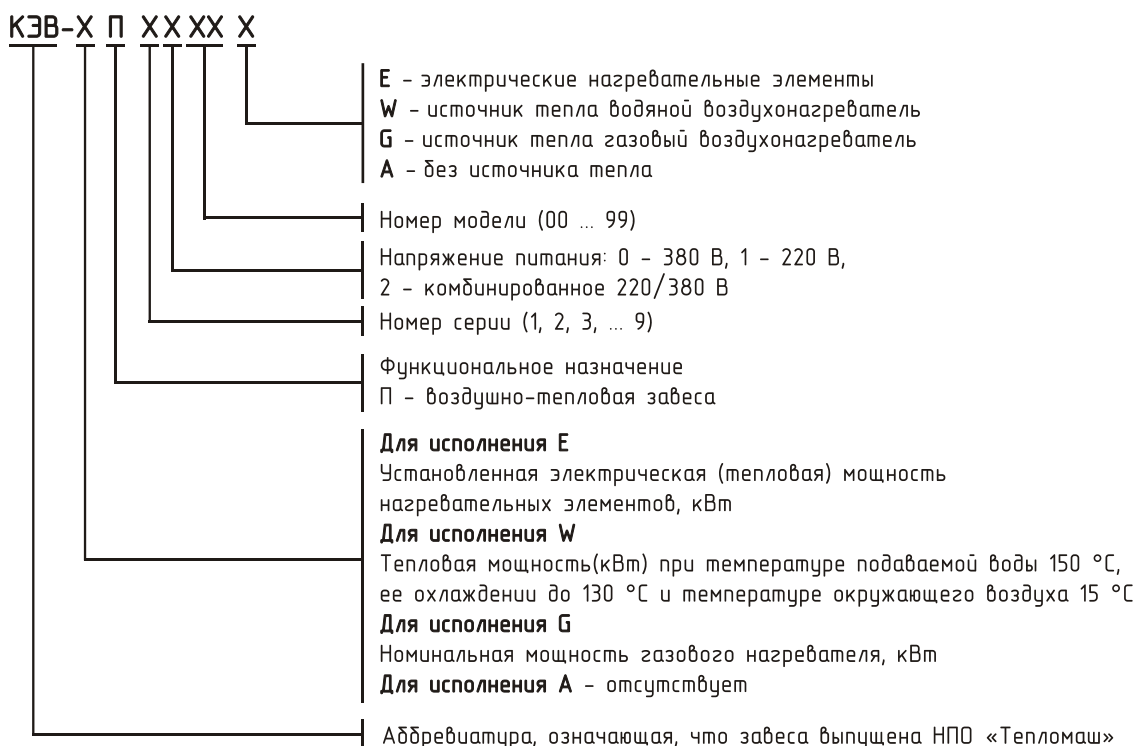 КЭВ-Х П Х Х ХХ Х
E – электрические нагревательные элементы
W – источник тепла водяной воздухонагреватель
G – источник тепла газовый воздухонагреватель
A – без источника тепла
Номер модели (00 ... 99)
Напряжение питания: 0 – 380 В, 1 – 220 В,
2 – комбинированное 220/380 В
Номер серии (1, 2, 3, ... 9)
Функциональное назначение
П – воздушно-тепловая завеса
Для исполнения E
Установленная электрическая (тепловая) мощность
нагревательных элементов, кВт
Для исполнения W
Тепловая мощность(кВт) при температуре подаваемой воды 150 °С,
ее охлаждении до 130 °С и температуре окружающего воздуха 15 °С
Для исполнения G
Номинальная мощность газового нагревателя, кВт
Для исполнения A – отсутствует
Аббревиатура, означающая, что завеса выпущена НПО «Тепломаш»